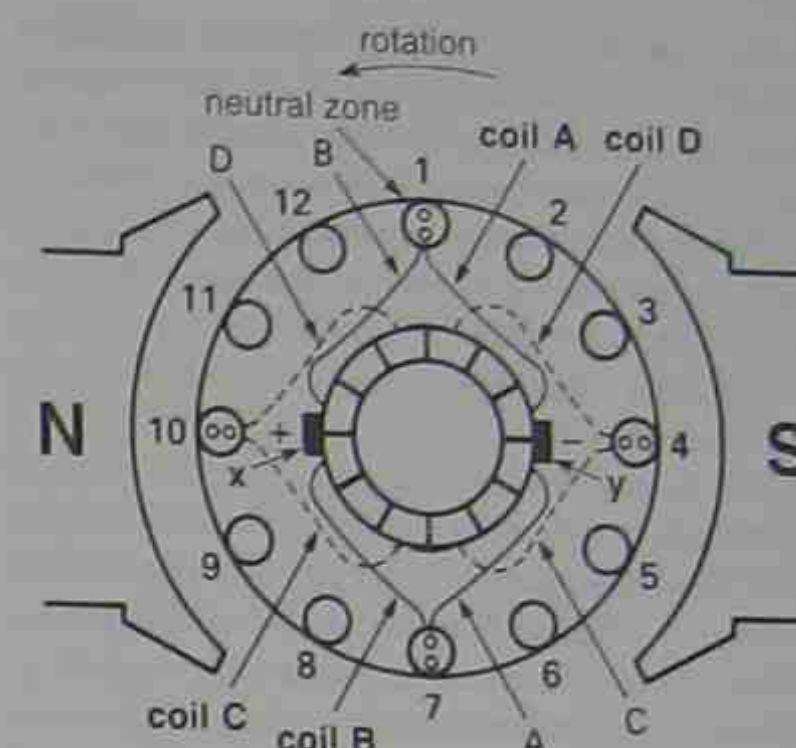 rotation
neutral zone
coil A coil D
D B 1
12 2
11 3
N 10 + - 4 S
x y
9 5
8 6
7
coil C coil B A C